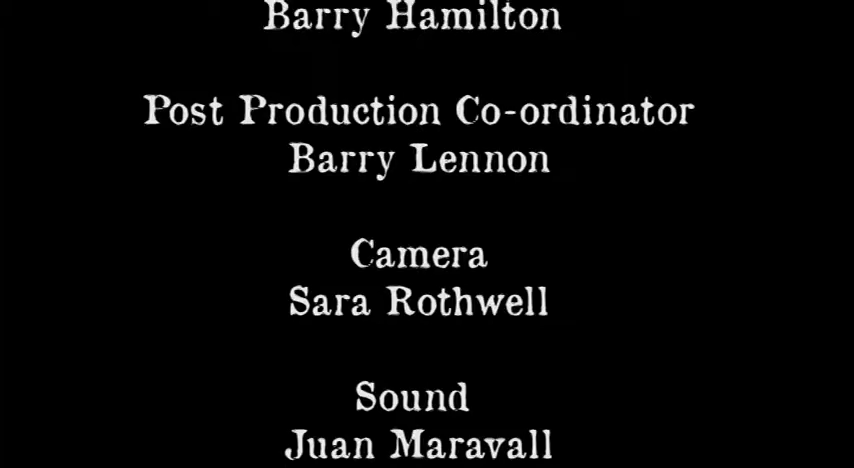 Barry Hamilton
Post Production Co-ordinator
Barry Lennon
Camera
Sara Rothwell
Sound
Juan Maravall